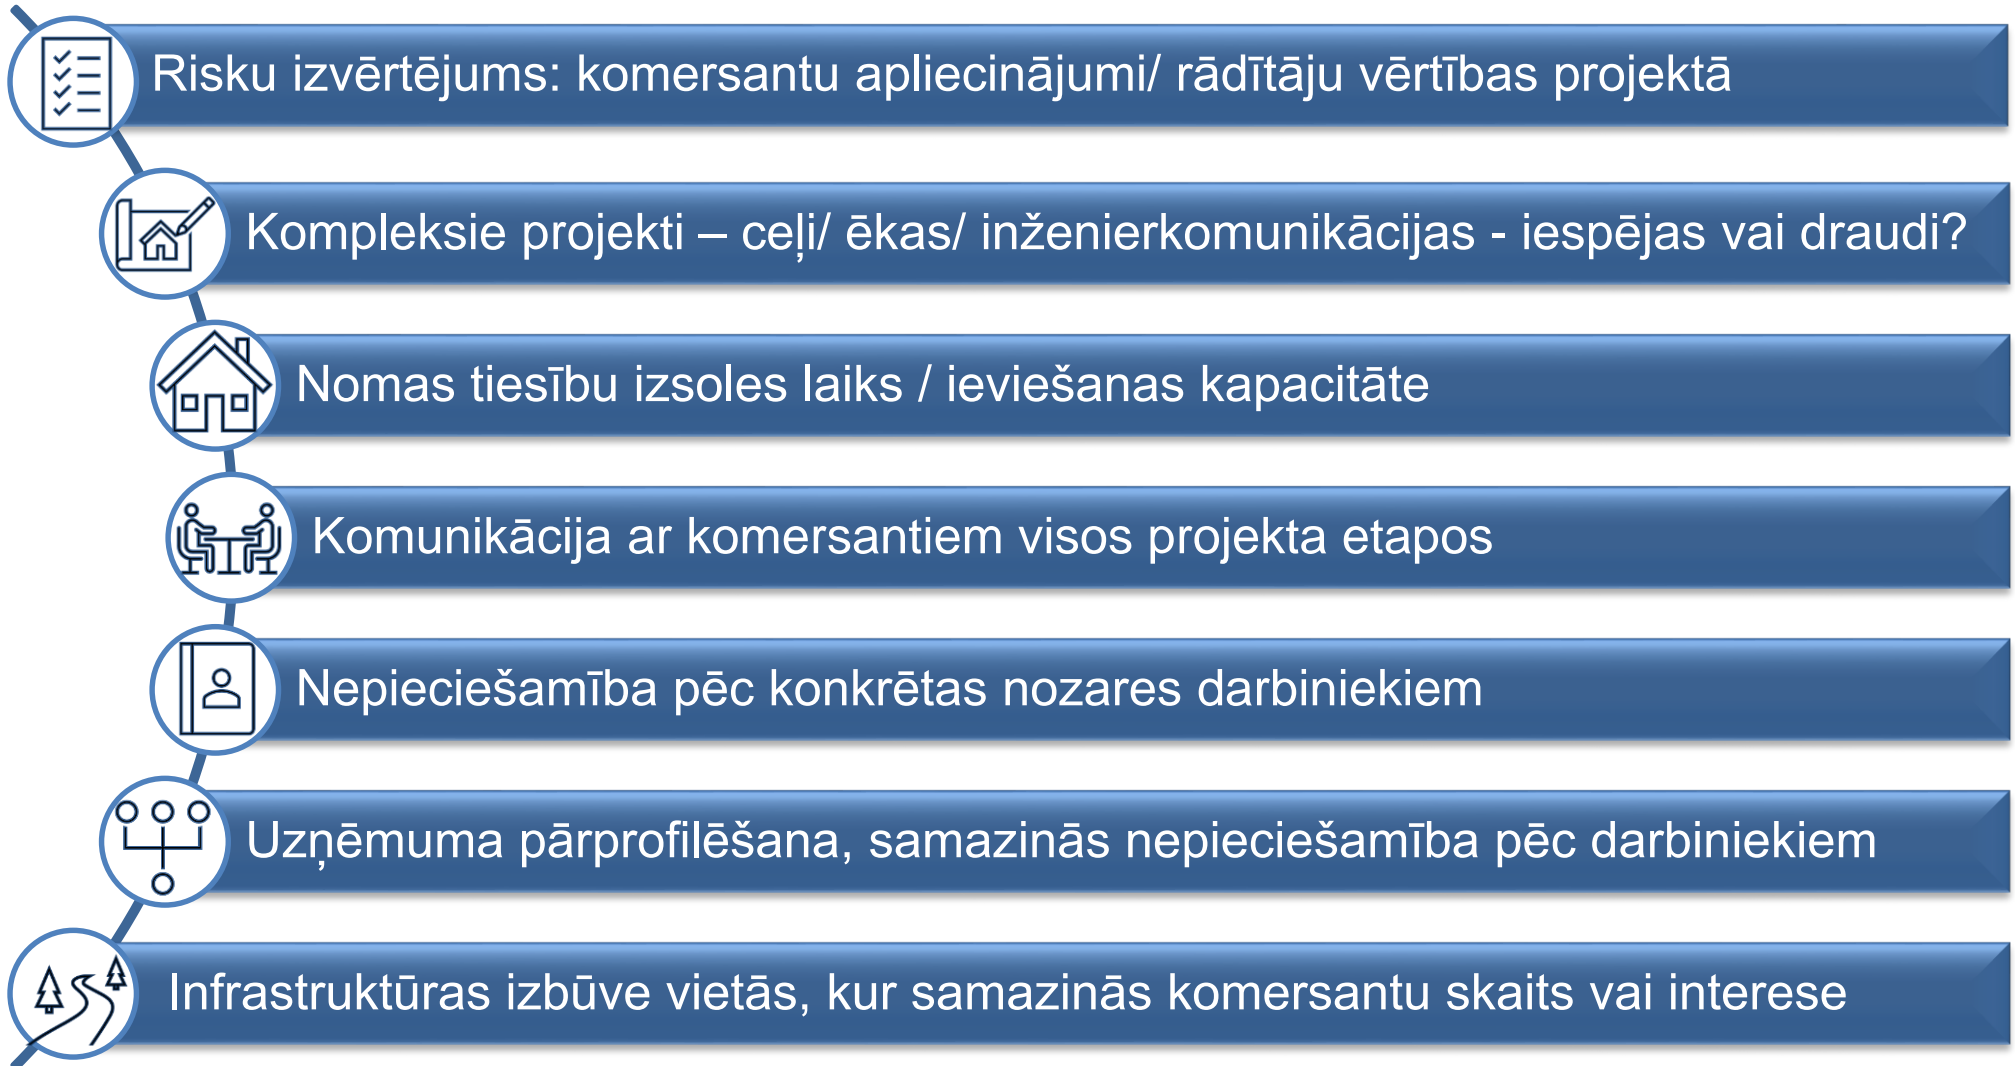 Risku izvērtējums: komersantu apliecinājumi/ rādītāju vērtības projektā
Kompleksie projekti – ceļi/ ēkas/ inženierkomunikācijas - iespējas vai draudi?
Nomas tiesību izsoles laiks / ieviešanas kapacitāte
Komunikācija ar komersantiem visos projekta etapos
Nepieciešamība pēc konkrētas nozares darbiniekiem
Uzņēmuma pārprofilēšana, samazinās nepieciešamība pēc darbiniekiem
Infrastruktūras izbūve vietās, kur samazinās komersantu skaits vai interese